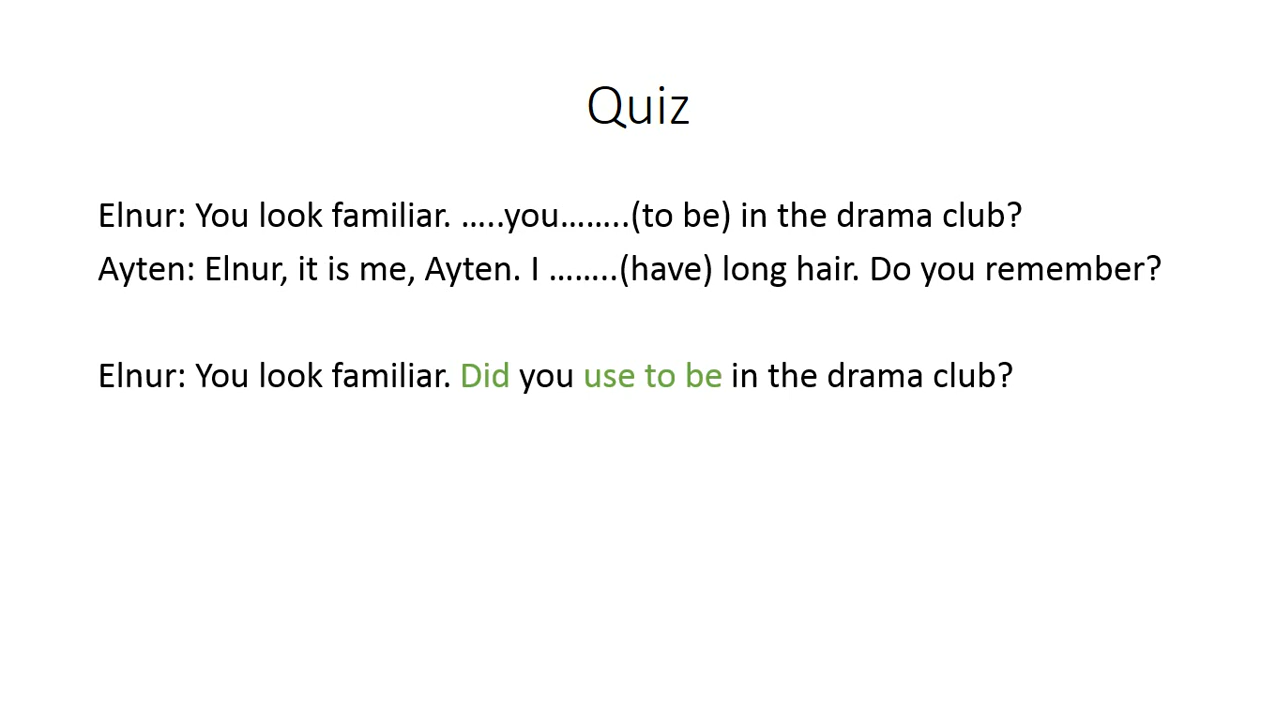 Quiz
Elnur: You look familiar. …..you……..(to be) in the drama club?
Ayten: Elnur, it is me, Ayten. I ……..(have) long hair. Do you remember?
Elnur: You look familiar. Did you use to be in the drama club?